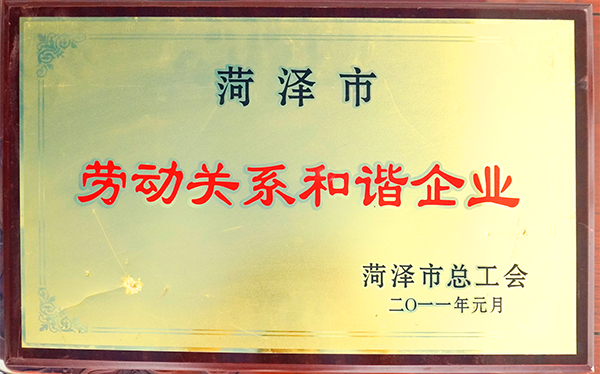 菏泽市
劳动关系和谐企业
菏泽市总工会
二〇一一年元月